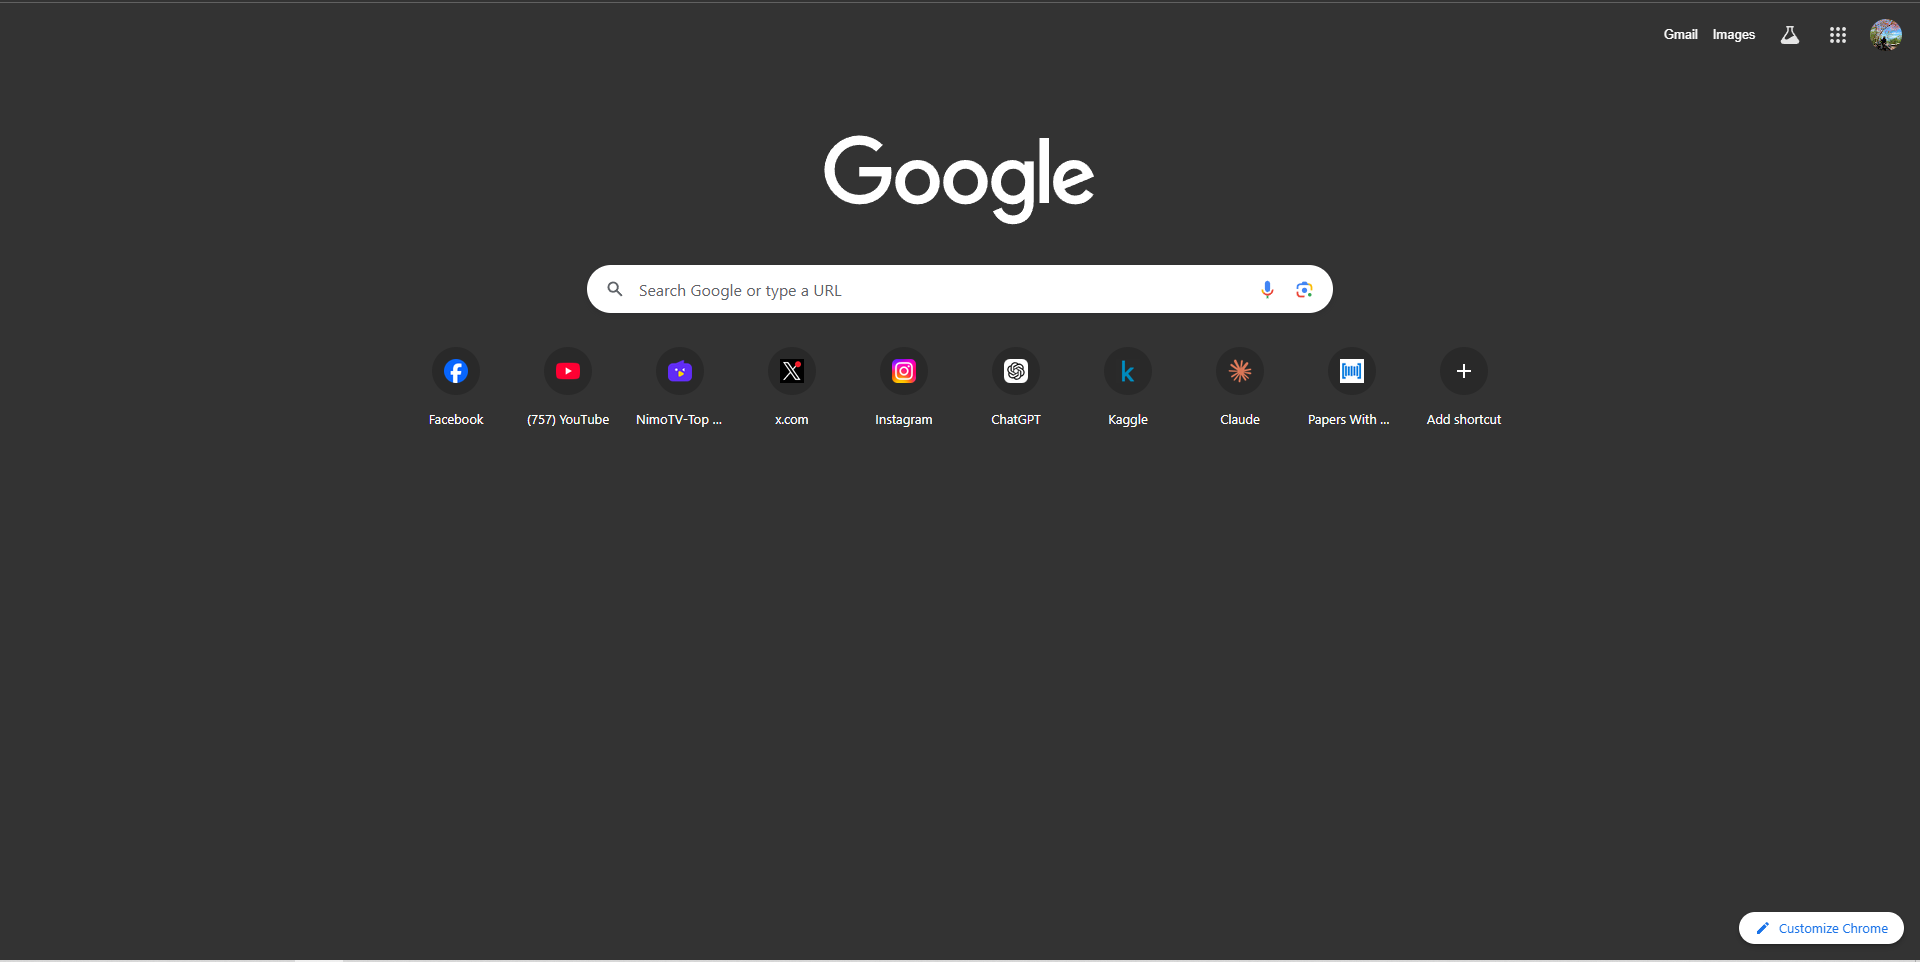 Gmail Images
Google
Search Google or type a URL
Facebook
(757) YouTube
NimoTV-Top ...
x.com
Instagram
ChatGPT
Kaggle
Claude
Papers With ...
Add shortcut
Customize Chrome